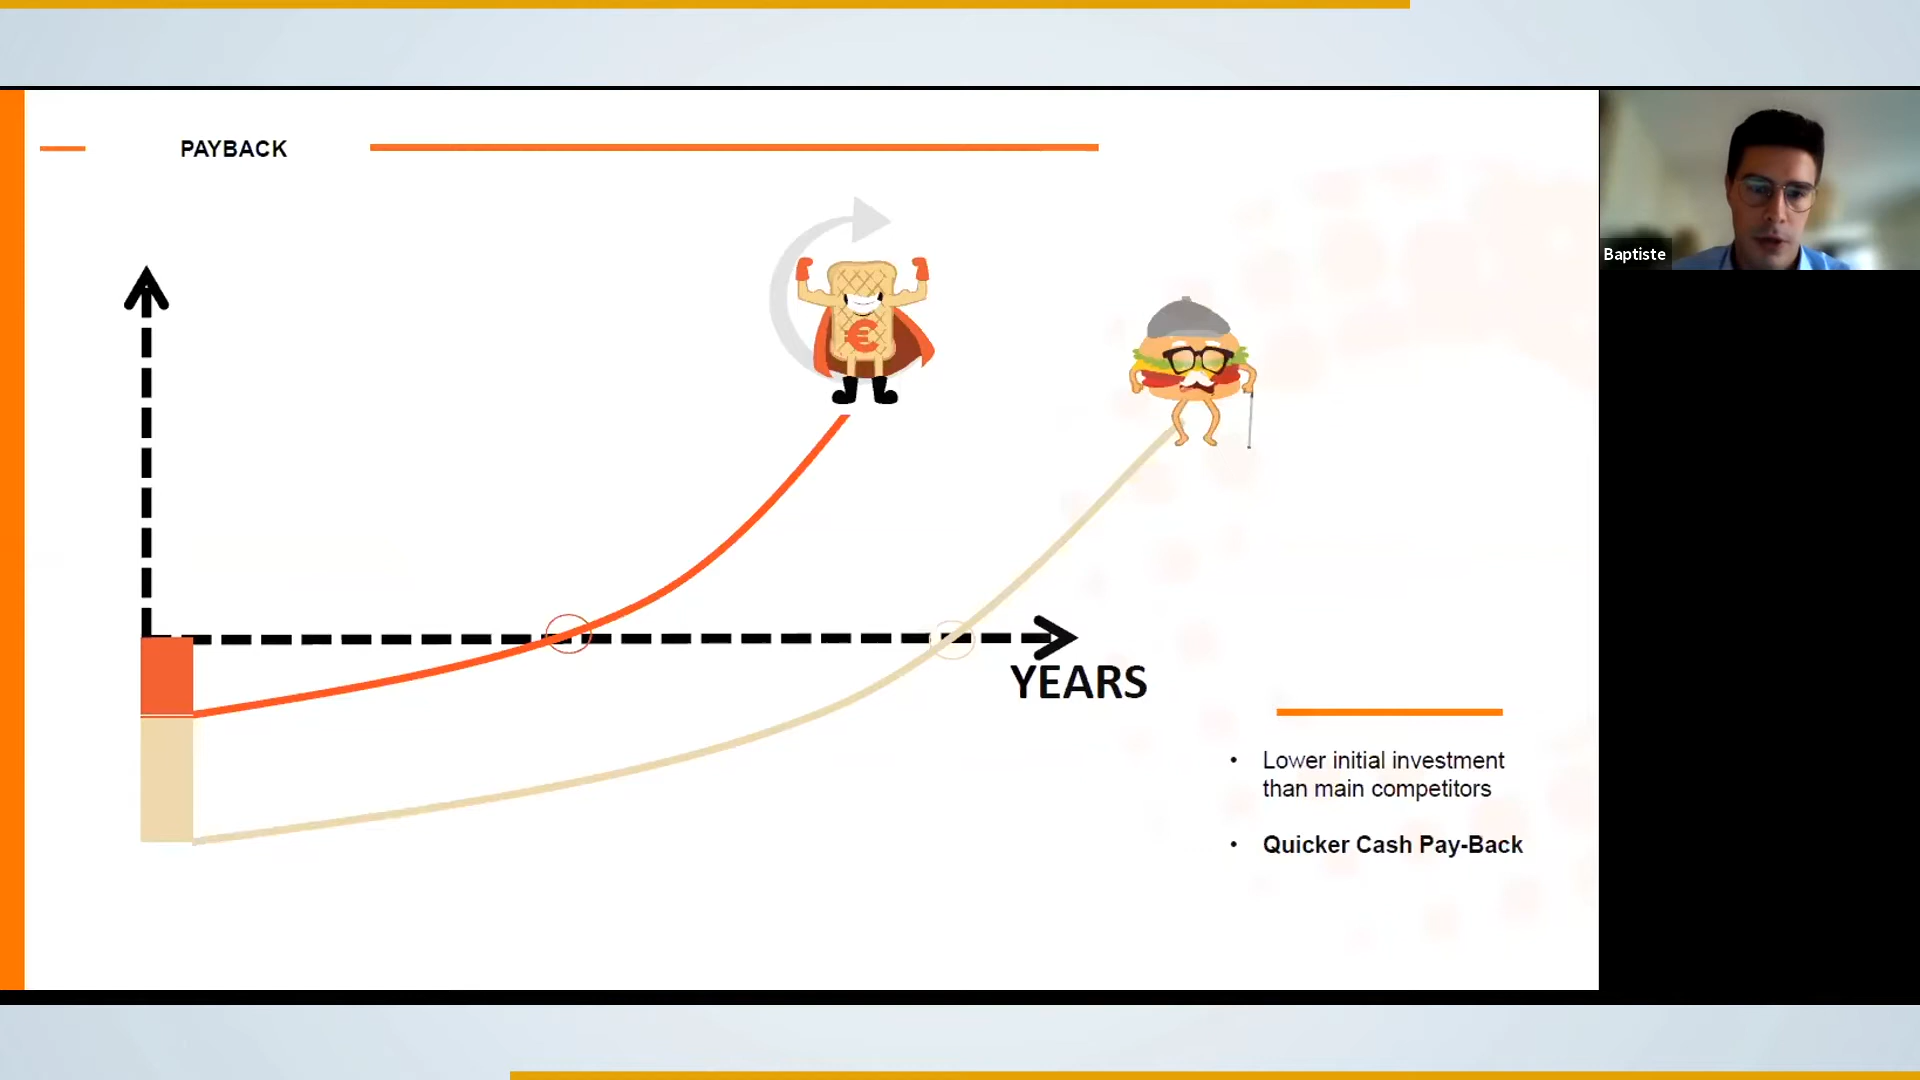 PAYBACK
Baptiste
€
YEARS
• Lower initial investment
than main competitors
• Quicker Cash Pay-Back